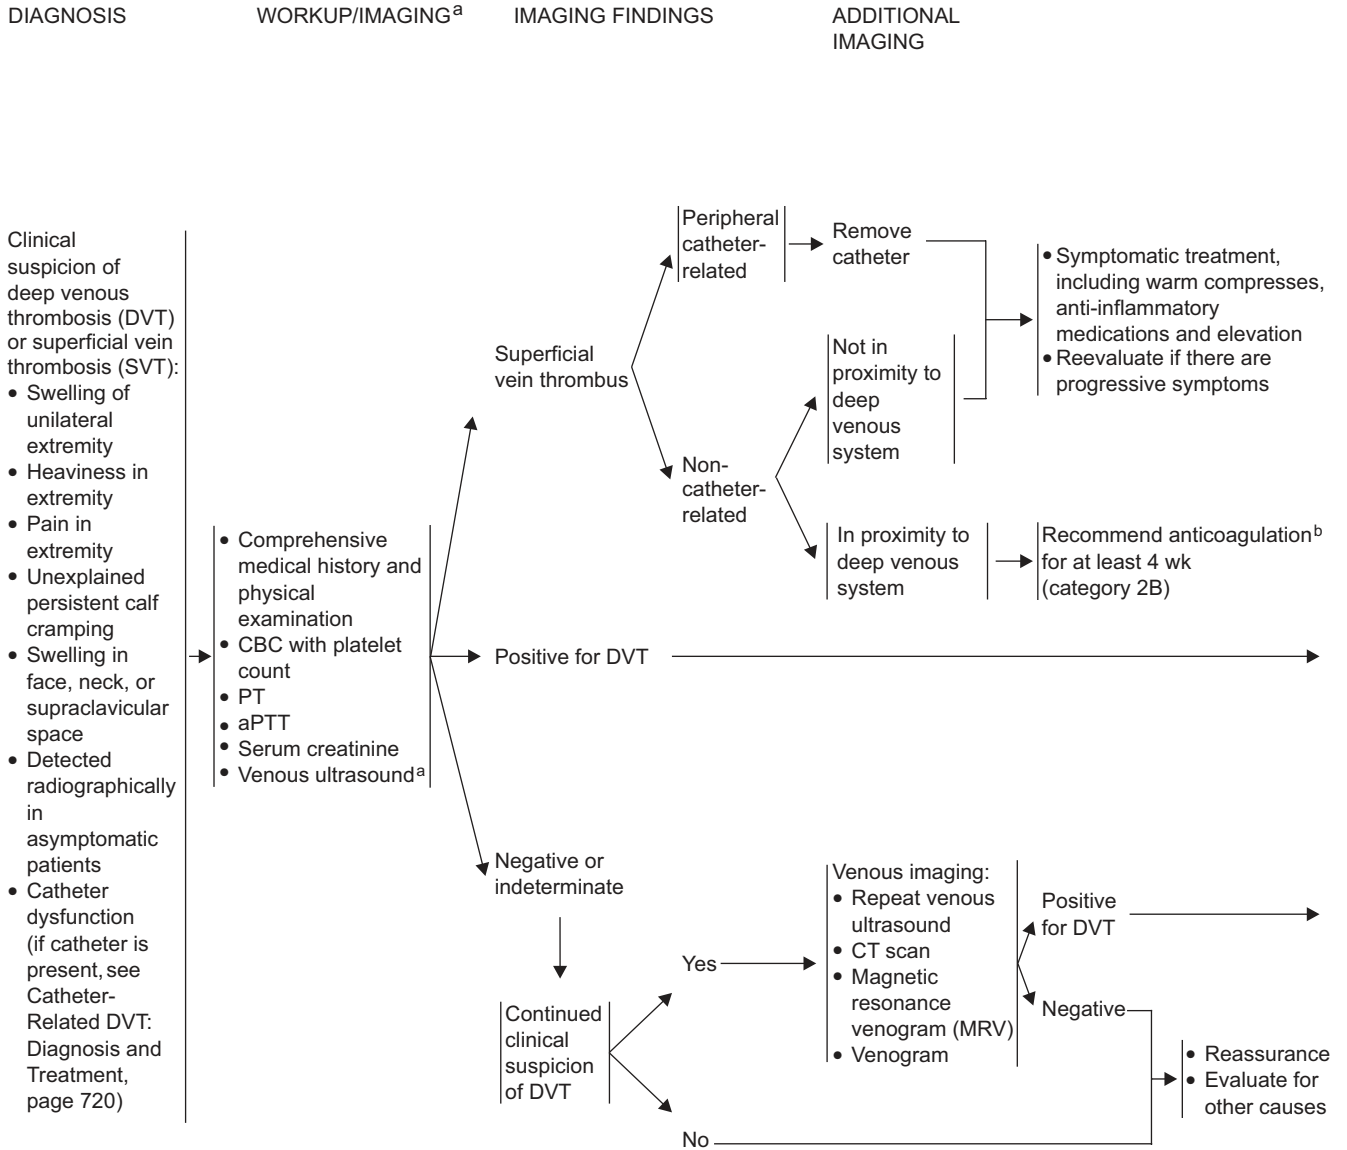 DIAGNOSIS
WORKUP/IMAGINGa
IMAGING FINDINGS
ADDITIONAL
IMAGING
Clinical
suspicion of
deep venous
thrombosis (DVT)
or superficial vein
thrombosis (SVT):
• Swelling of
unilateral
extremity
• Heaviness in
extremity
• Pain in
extremity
• Unexplained
persistent calf
cramping
• Swelling in
face, neck, or
supraclavicular
space
• Detected
radiographically
in
asymptomatic
patients
• Catheter
dysfunction
(if catheter is
present, see
Catheter-
Related DVT:
Diagnosis and
Treatment,
page 720)
• Comprehensive
medical history and
physical
examination
• CBC with platelet
count
• PT
• aPTT
• Serum creatinine
• Venous ultrasounda
Superficial
vein thrombus
Peripheral
catheter-
related
Remove
catheter
• Symptomatic treatment,
including warm compresses,
anti-inflammatory
medications and elevation
• Reevaluate if there are
progressive symptoms
Non-
catheter-
related
Not in
proximity to
deep
venous
system
In proximity to
deep venous
system
Recommend anticoagulationb
for at least 4 wk
(category 2B)
Positive for DVT
Negative or
indeterminate
Continued
clinical
suspicion
of DVT
Yes
Venous imaging:
• Repeat venous
ultrasound
• CT scan
• Magnetic
resonance
venogram (MRV)
• Venogram
Positive
for DVT
Negative
No
• Reassurance
• Evaluate for
other causes